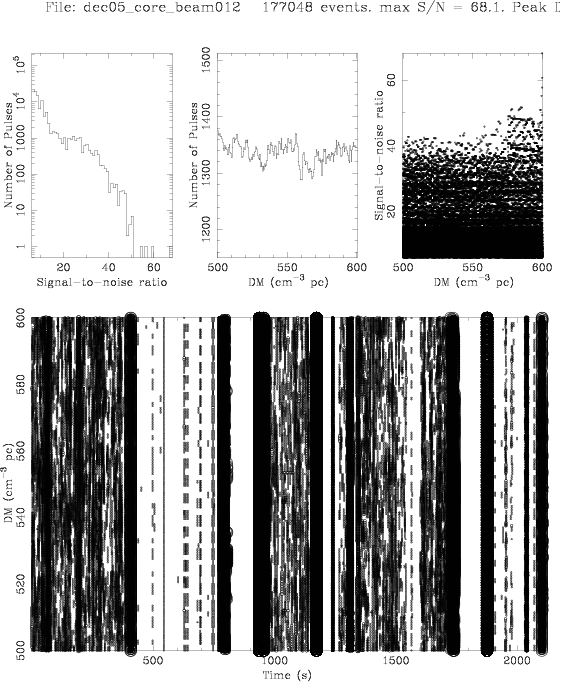 File: dec05_core_beam012 177048 events. max S/N = 68.1. Peak D
Number of Pulses
1 10 100 1000 10⁴ 10⁵
20 40 60
Signal-to-noise ratio
Number of Pulses
1200 1300 1400 1500
500 550 600
DM (cm⁻³ pc)
Signal-to-noise ratio
20 40 60
500 550 600
DM (cm⁻³ pc)
DM (cm⁻³ pc)
500 520 540 560 580 600
500 1000 1500 2000
Time (s)